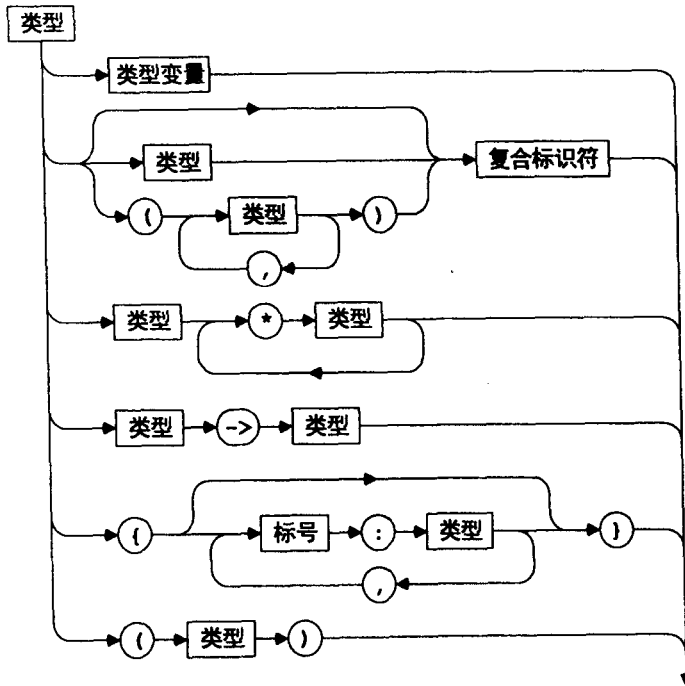 类型
类型变量
类型 复合标识符
( 类型 )
,
类型 * 类型
类型 -> 类型
{ 标号 : 类型 }
,
( 类型 )